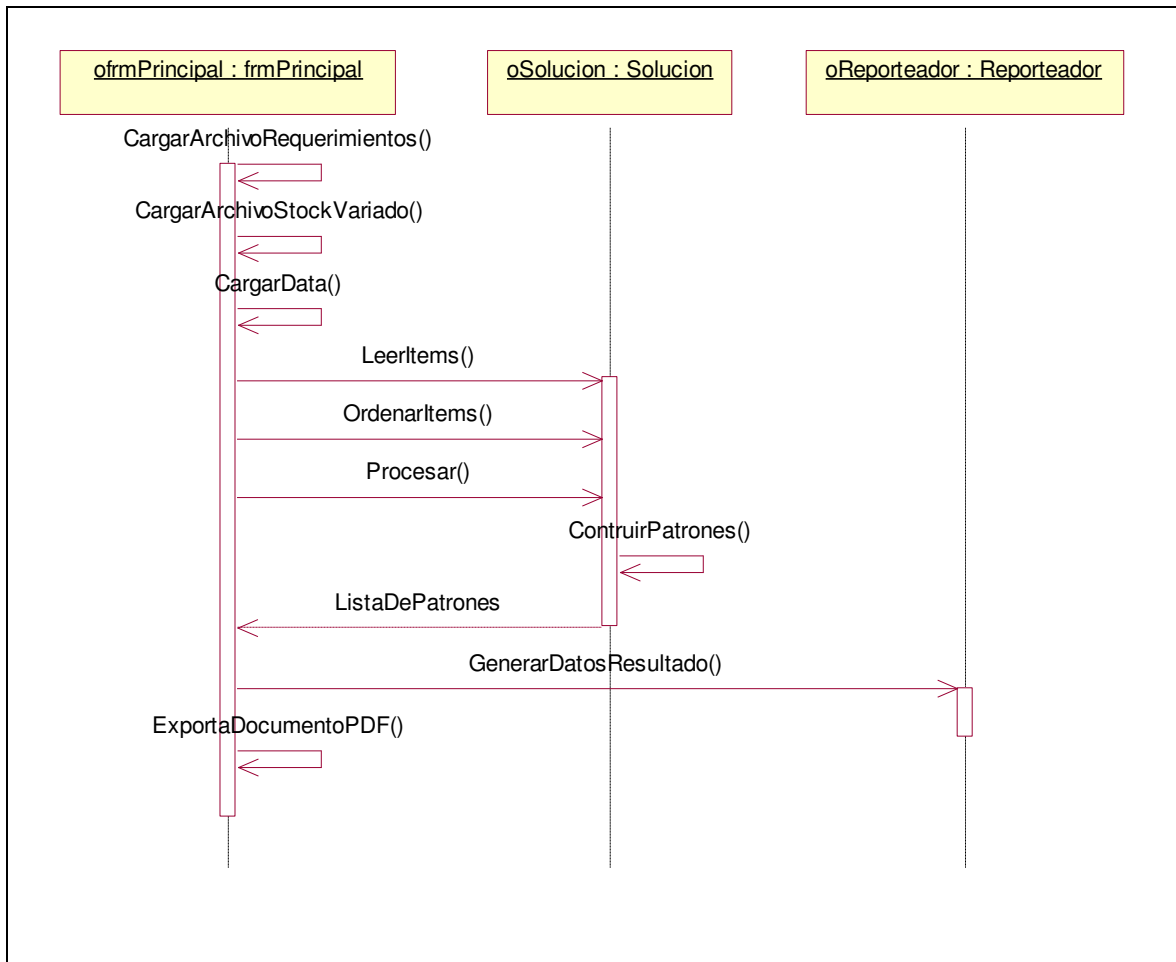 ofrmPrincipal : frmPrincipal
oSolucion : Solucion
oReporteador : Reporteador
CargarArchivoRequerimientos()
CargarArchivoStockVariado()
CargarData()
LeerItems()
OrdenarItems()
Procesar()
ContruirPatrones()
ListaDePatrones
GenerarDatosResultado()
ExportaDocumentoPDF()